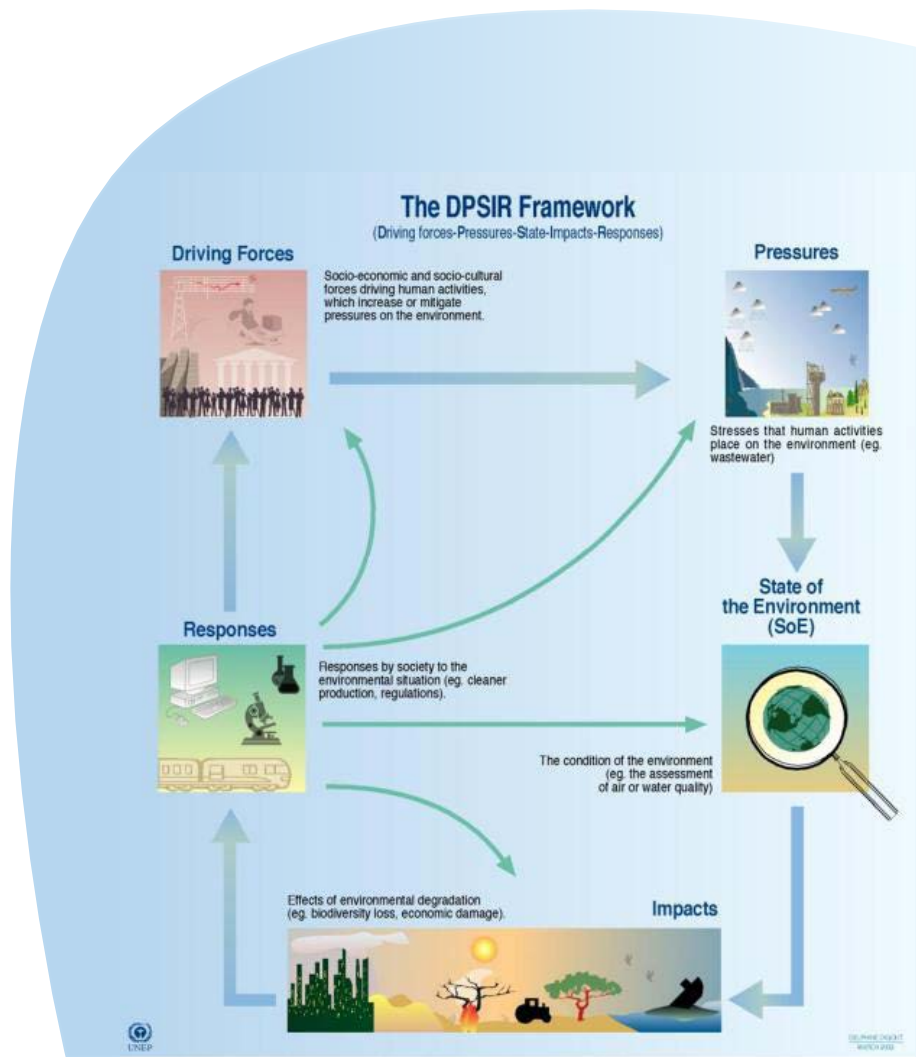 The DPSIR Framework
(Driving forces-Pressures-State-Impacts-Responses)
Driving Forces
Socio-economic and socio-cultural
forces driving human activities,
which increase or mitigate
pressures on the environment.
Pressures
Stresses that human activities
place on the environment (eg.
wastewater)
State of
the Environment
(SoE)
Responses
Responses by society to the
environmental situation (eg. cleaner
production, regulations).
The condition of the environment
(eg. the assessment
of air or water quality)
Effects of environmental degradation
(eg. biodiversity loss, economic damage).
Impacts
UNEP
MARCH 2002